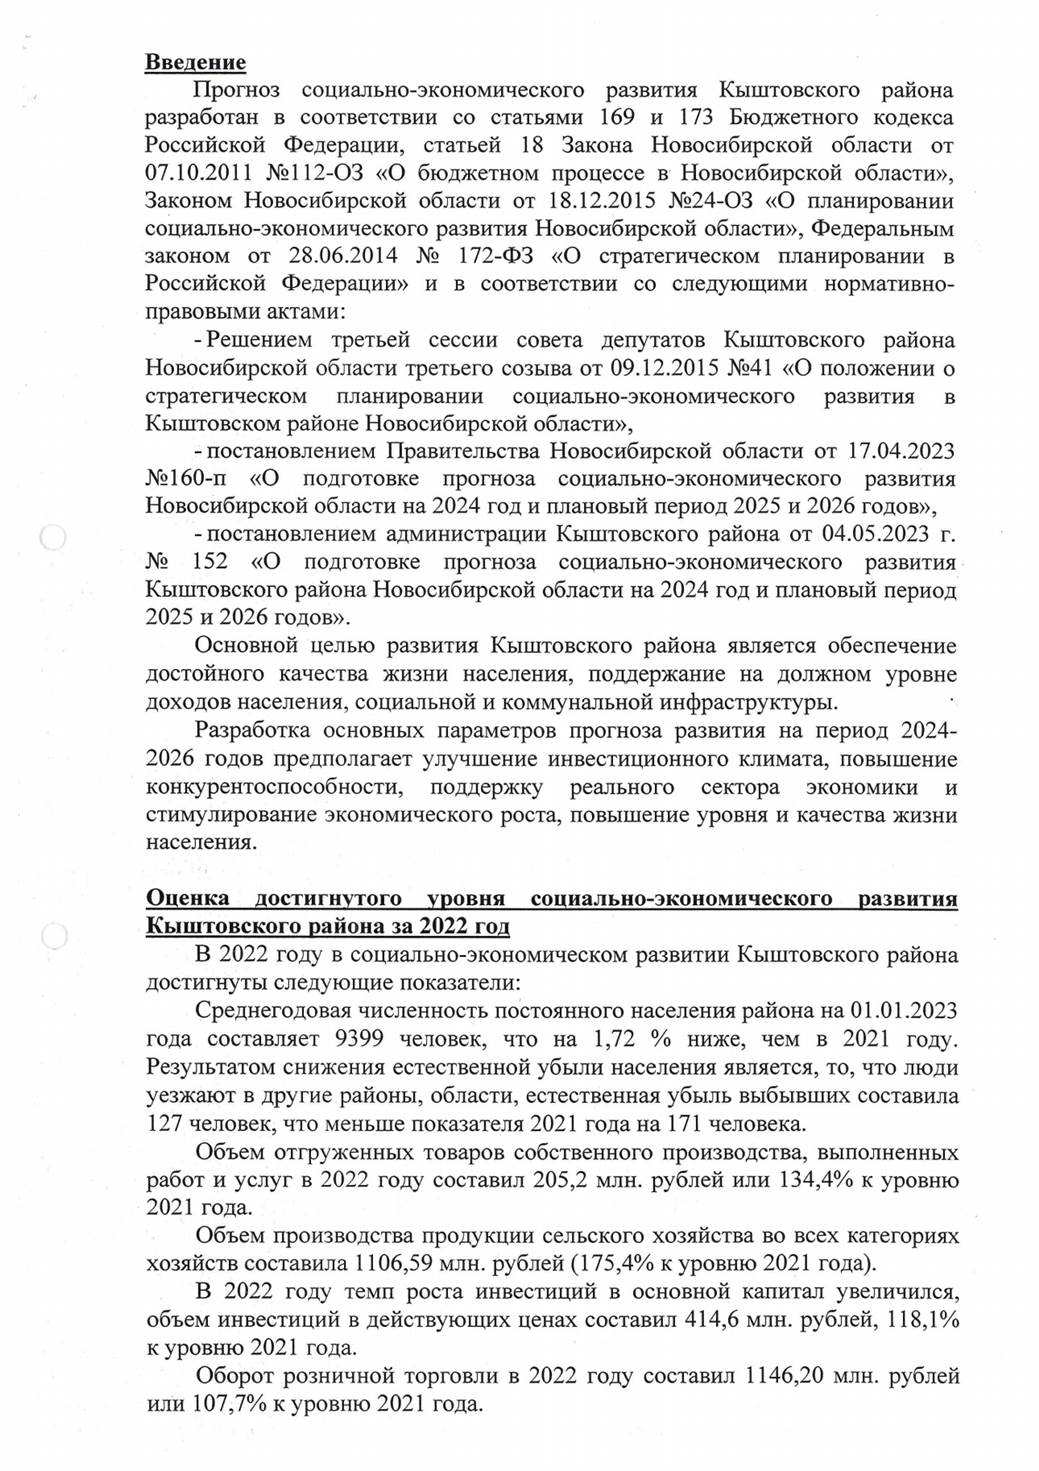 Введение
Прогноз социально-экономического развития Кыштовского района
разработан в соответствии со статьями 169 и 173 Бюджетного кодекса
Российской Федерации, статьей 18 Закона Новосибирской области от
07.10.2011 №112-ОЗ «О бюджетном процессе в Новосибирской области»,
Законом Новосибирской области от 18.12.2015 №24-ОЗ «О планировании
социально-экономического развития Новосибирской области», Федеральным
законом от 28.06.2014 № 172-ФЗ «О стратегическом планировании в
Российской Федерации» и в соответствии со следующими нормативно-
правовыми актами:
- Решением третьей сессии совета депутатов Кыштовского района
Новосибирской области третьего созыва от 09.12.2015 №41 «О положении о
стратегическом планировании социально-экономического развития в
Кыштовском районе Новосибирской области»,
- постановлением Правительства Новосибирской области от 17.04.2023
№160-п «О подготовке прогноза социально-экономического развития
Новосибирской области на 2024 год и плановый период 2025 и 2026 годов»,
- постановлением администрации Кыштовского района от 04.05.2023 г.
№ 152 «О подготовке прогноза социально-экономического развития
Кыштовского района Новосибирской области на 2024 год и плановый период
2025 и 2026 годов».
Основной целью развития Кыштовского района является обеспечение
достойного качества жизни населения, поддержание на должном уровне
доходов населения, социальной и коммунальной инфраструктуры.
Разработка основных параметров прогноза развития на период 2024-
2026 годов предполагает улучшение инвестиционного климата, повышение
конкурентоспособности, поддержку реального сектора экономики и
стимулирование экономического роста, повышение уровня и качества жизни
населения.
Оценка достигнутого уровня социально-экономического развития
Кыштовского района за 2022 год
В 2022 году в социально-экономическом развитии Кыштовского района
достигнуты следующие показатели:
Среднегодовая численность постоянного населения района на 01.01.2023
года составляет 9399 человек, что на 1,72 % ниже, чем в 2021 году.
Результатом снижения естественной убыли населения является, то, что люди
уезжают в другие районы, области, естественная убыль выбывших составила
127 человек, что меньше показателя 2021 года на 171 человека.
Объем отгруженных товаров собственного производства, выполненных
работ и услуг в 2022 году составил 205,2 млн. рублей или 134,4% к уровню
2021 года.
Объем производства продукции сельского хозяйства во всех категориях
хозяйств составила 1106,59 млн. рублей (175,4% к уровню 2021 года).
В 2022 году темп роста инвестиций в основной капитал увеличился,
объем инвестиций в действующих ценах составил 414,6 млн. рублей, 118,1%
к уровню 2021 года.
Оборот розничной торговли в 2022 году составил 1146,20 млн. рублей
или 107,7% к уровню 2021 года.